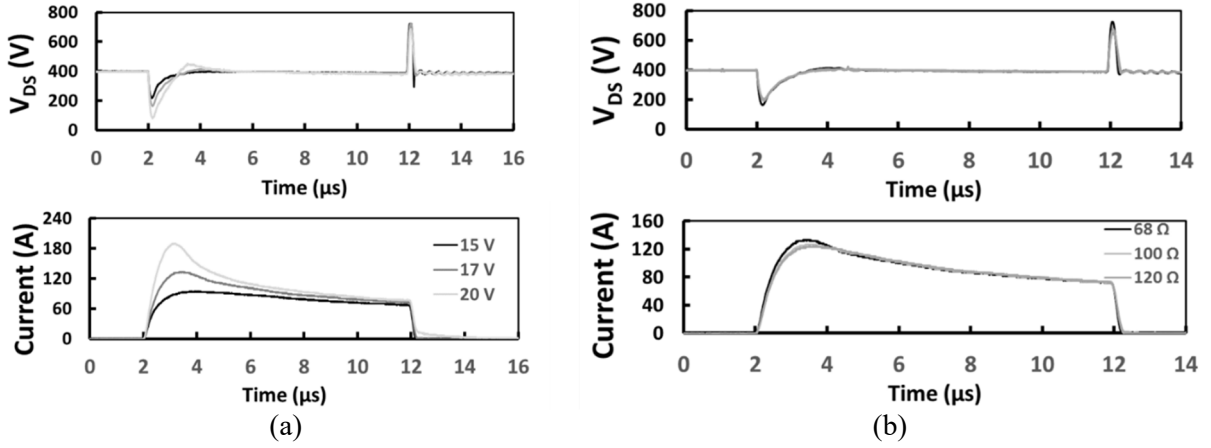 V_DS (V)
800
600
400
200
0
0 2 4 6 8 10 12 14 16
Time (μs)
Current (A)
240
180
120
60
0
15 V
17 V
20 V
0 2 4 6 8 10 12 14 16
Time (μs)
(a)
V_DS (V)
800
600
400
200
0
0 2 4 6 8 10 12 14
Time (μs)
Current (A)
160
120
80
40
0
68 Ω
100 Ω
120 Ω
0 2 4 6 8 10 12 14
Time (μs)
(b)